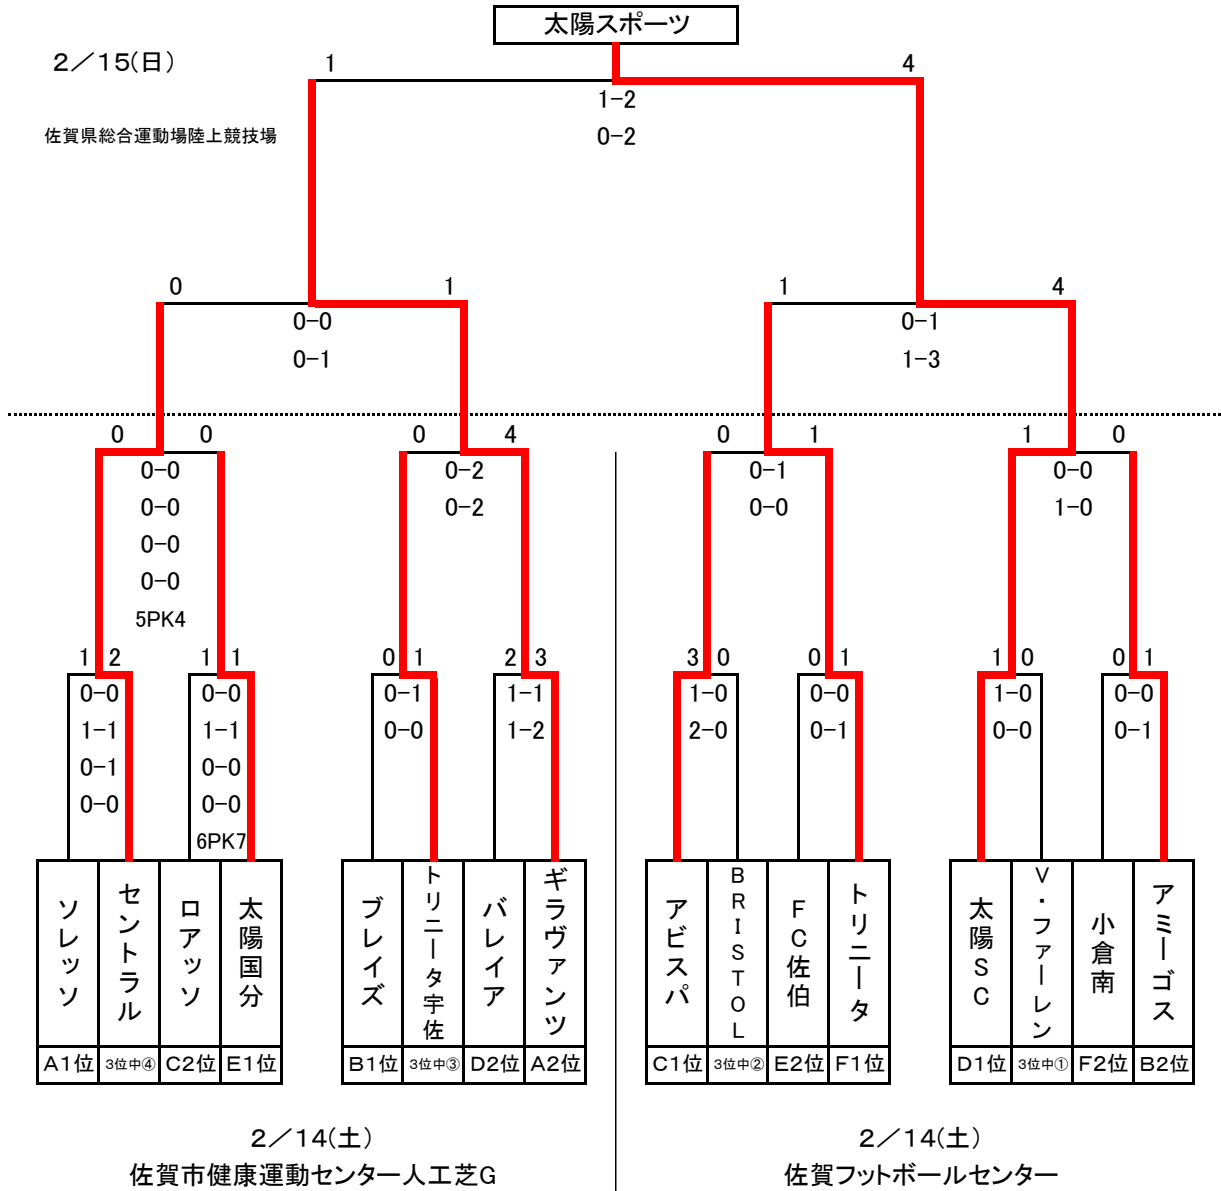 太陽スポーツ
2／15(日)
1 4
1−2
佐賀県総合運動場陸上競技場
0−2
0 1 1 4
0−0 0−1
0−1 1−3
0 0 0 4 0 1 1 0
0−0 0−2 0−1 0−0
0−0 0−2 0−0 1−0
0−0
0−0
5PK4
1 2 1 1 0 1 2 3 3 0 0 1 1 0 0 1
0−0 0−0 0−1 1−1 1−0 0−0 1−0 0−0
1−1 1−1 0−0 1−2 2−0 0−1 0−0 0−1
0−1 0−0
0−0 0−0
6PK7
ソレッソ
セントラル
ロアッソ
太陽国分
ブレイズ
トリニータ宇佐
バレイア
ギラヴァンツ
アビスパ
BRISTOL
FC佐伯
トリニータ
太陽SC
V・ファーレン
小倉南
アミーゴス
A1位 3位中④ C2位 E1位 B1位 3位中③ D2位 A2位 C1位 3位中② E2位 F1位 D1位 3位中① F2位 B2位
2／14(土) 2／14(土)
佐賀市健康運動センター人工芝G 佐賀フットボールセンター